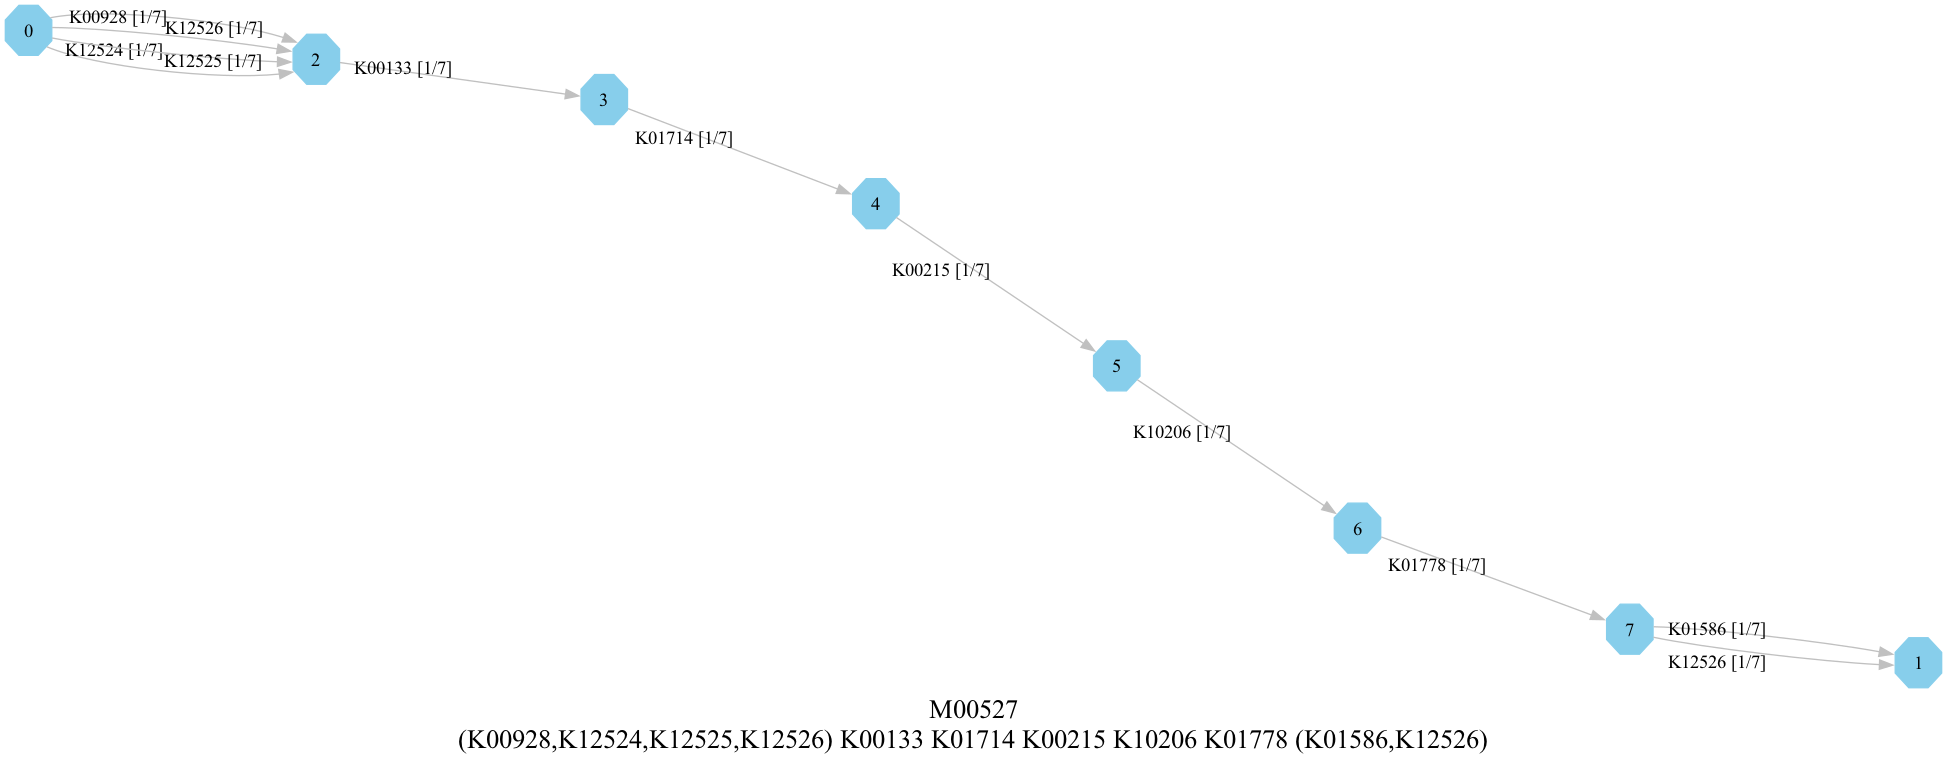 0
K00928 [1/7]
K12526 [1/7]
K12524 [1/7]
K12525 [1/7]
2
K00133 [1/7]
3
K01714 [1/7]
4
K00215 [1/7]
5
K10206 [1/7]
6
K01778 [1/7]
7
K01586 [1/7]
K12526 [1/7]
1
M00527
(K00928,K12524,K12525,K12526) K00133 K01714 K00215 K10206 K01778 (K01586,K12526)